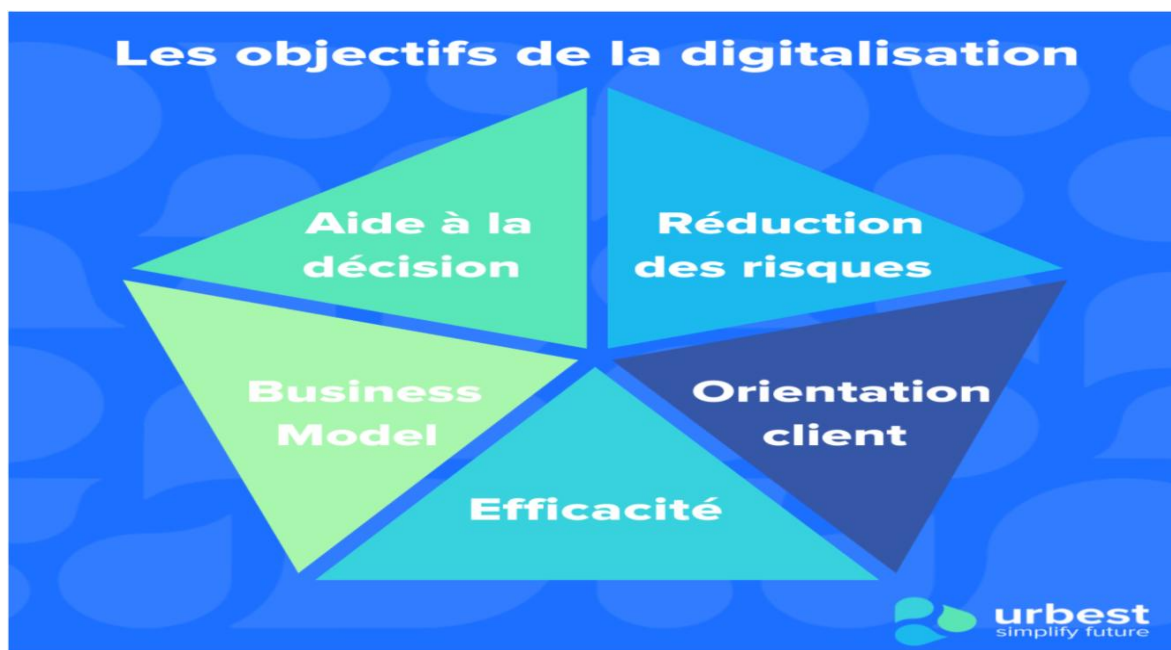 Les objectifs de la digitalisation
Aide à la
décision
Réduction
des risques
Business
Model
Orientation
client
Efficacité
urbest
simplify future